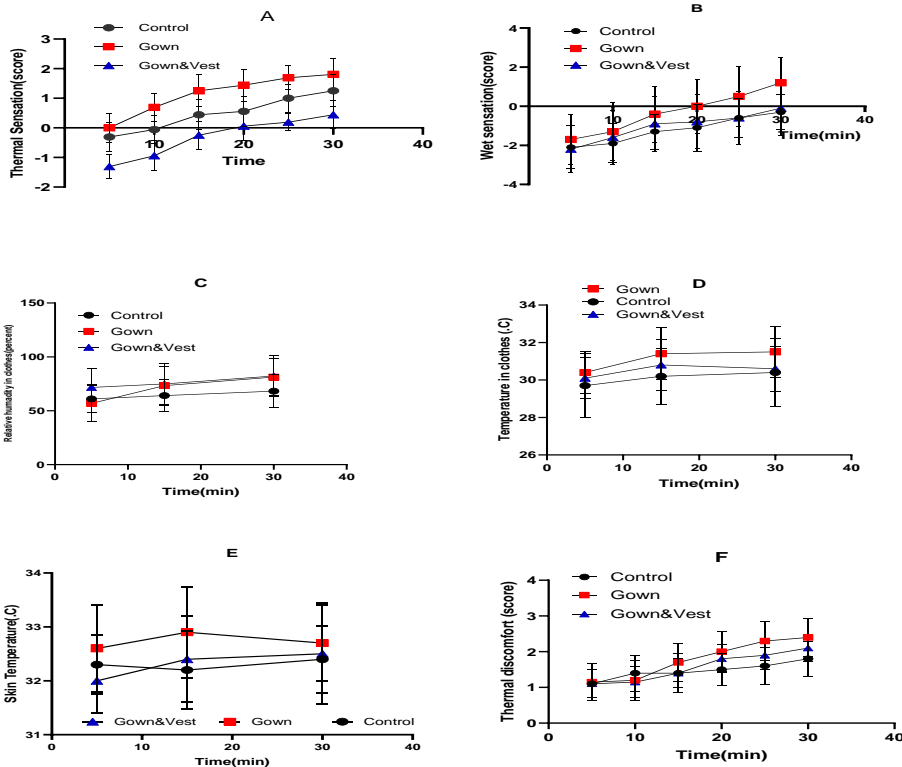 A
Control
Gown
Gown&Vest
Thermal Sensation(score)
3
2
1
0
-1
-2
10
20
30
40
Time
B
Control
Gown
Gown&Vest
Wet sensation(score)
4
2
0
-2
-4
10
20
30
40
Time(min)
C
Control
Gown
Gown&Vest
Relative humadity in clothes(percent)
150
100
50
0
0
10
20
30
40
Time(min)
D
Gown
Control
Gown&Vest
Temperature in clothes (.C)
34
32
30
28
26
0
10
20
30
40
Time(min)
E
Skin Temperature(.C)
34
33
32
31
Gown&Vest
Gown
Control
0
10
20
30
40
Time(min)
F
Control
Gown
Gown&Vest
Thermal discomfort (score)
4
3
2
1
0
0
10
20
30
40
Time(min)